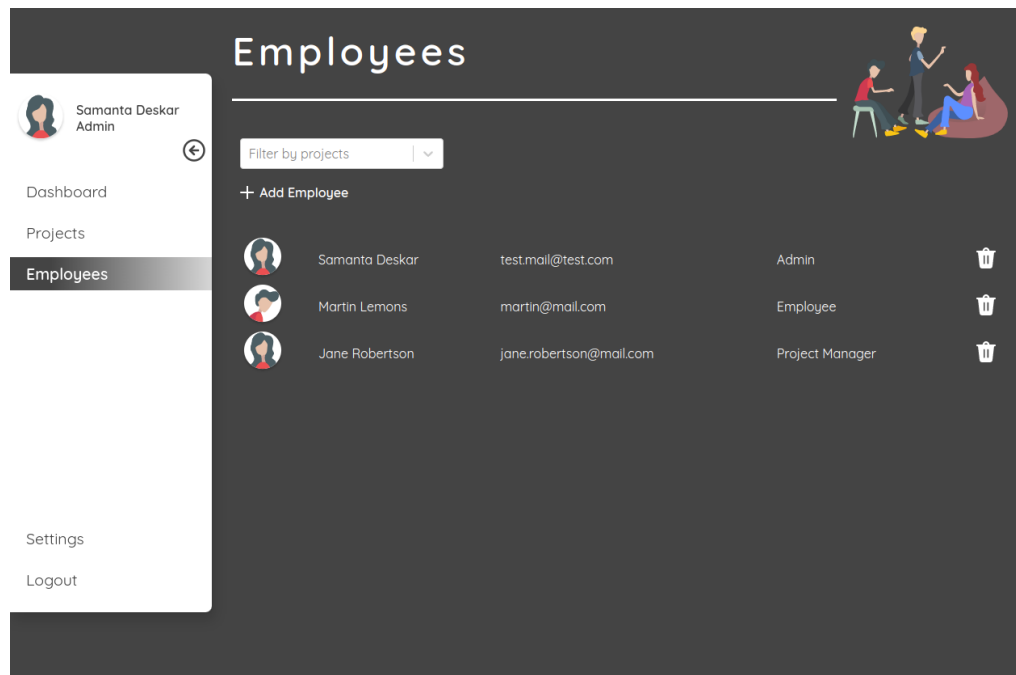 Employees
Samanta Deskar
Admin
Dashboard
Projects
Employees
Settings
Logout
Filter by projects
Add Employee
Samanta Deskar test.mail@test.com Admin
Martin Lemons martin@mail.com Employee
Jane Robertson jane.robertson@mail.com Project Manager